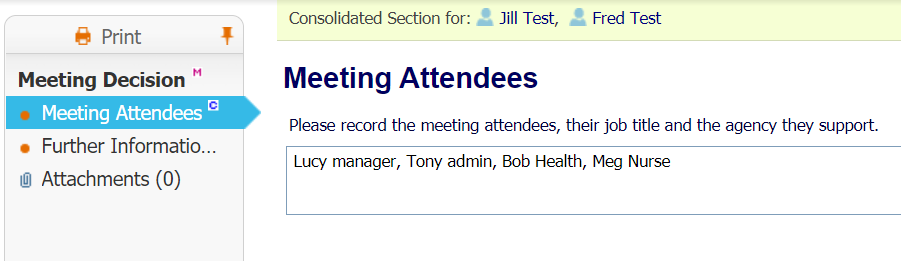 Print
Meeting Decision M
Meeting Attendees C
Further Informatio...
Attachments (0)
Consolidated Section for: Jill Test, Fred Test
Meeting Attendees
Please record the meeting attendees, their job title and the agency they support.
Lucy manager, Tony admin, Bob Health, Meg Nurse